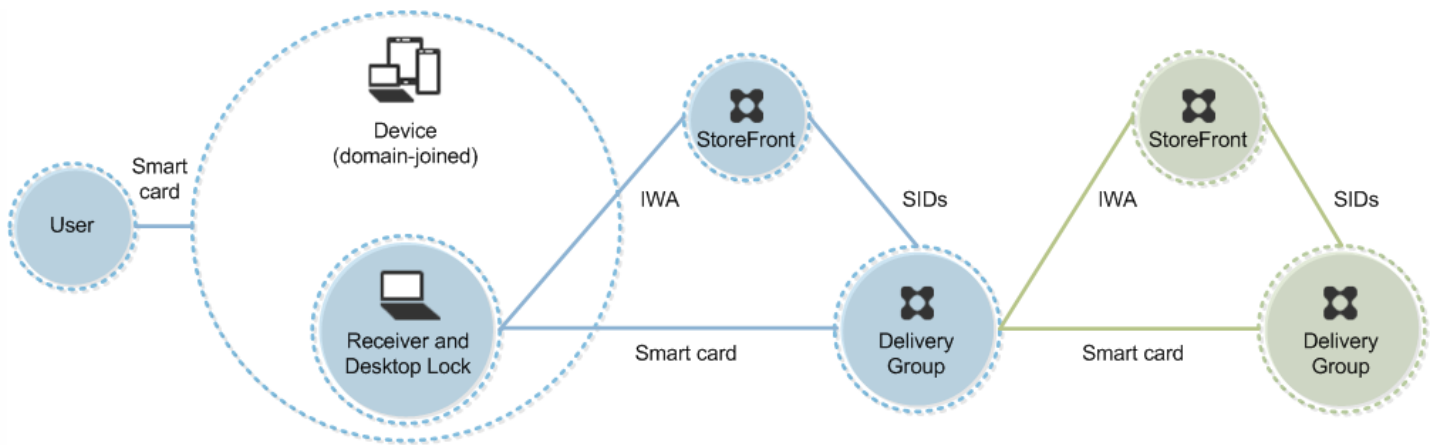 User
Smart
card
Device
(domain-joined)
Receiver and
Desktop Lock
IWA
StoreFront
SIDs
Smart card
Delivery
Group
IWA
StoreFront
SIDs
Smart card
Delivery
Group